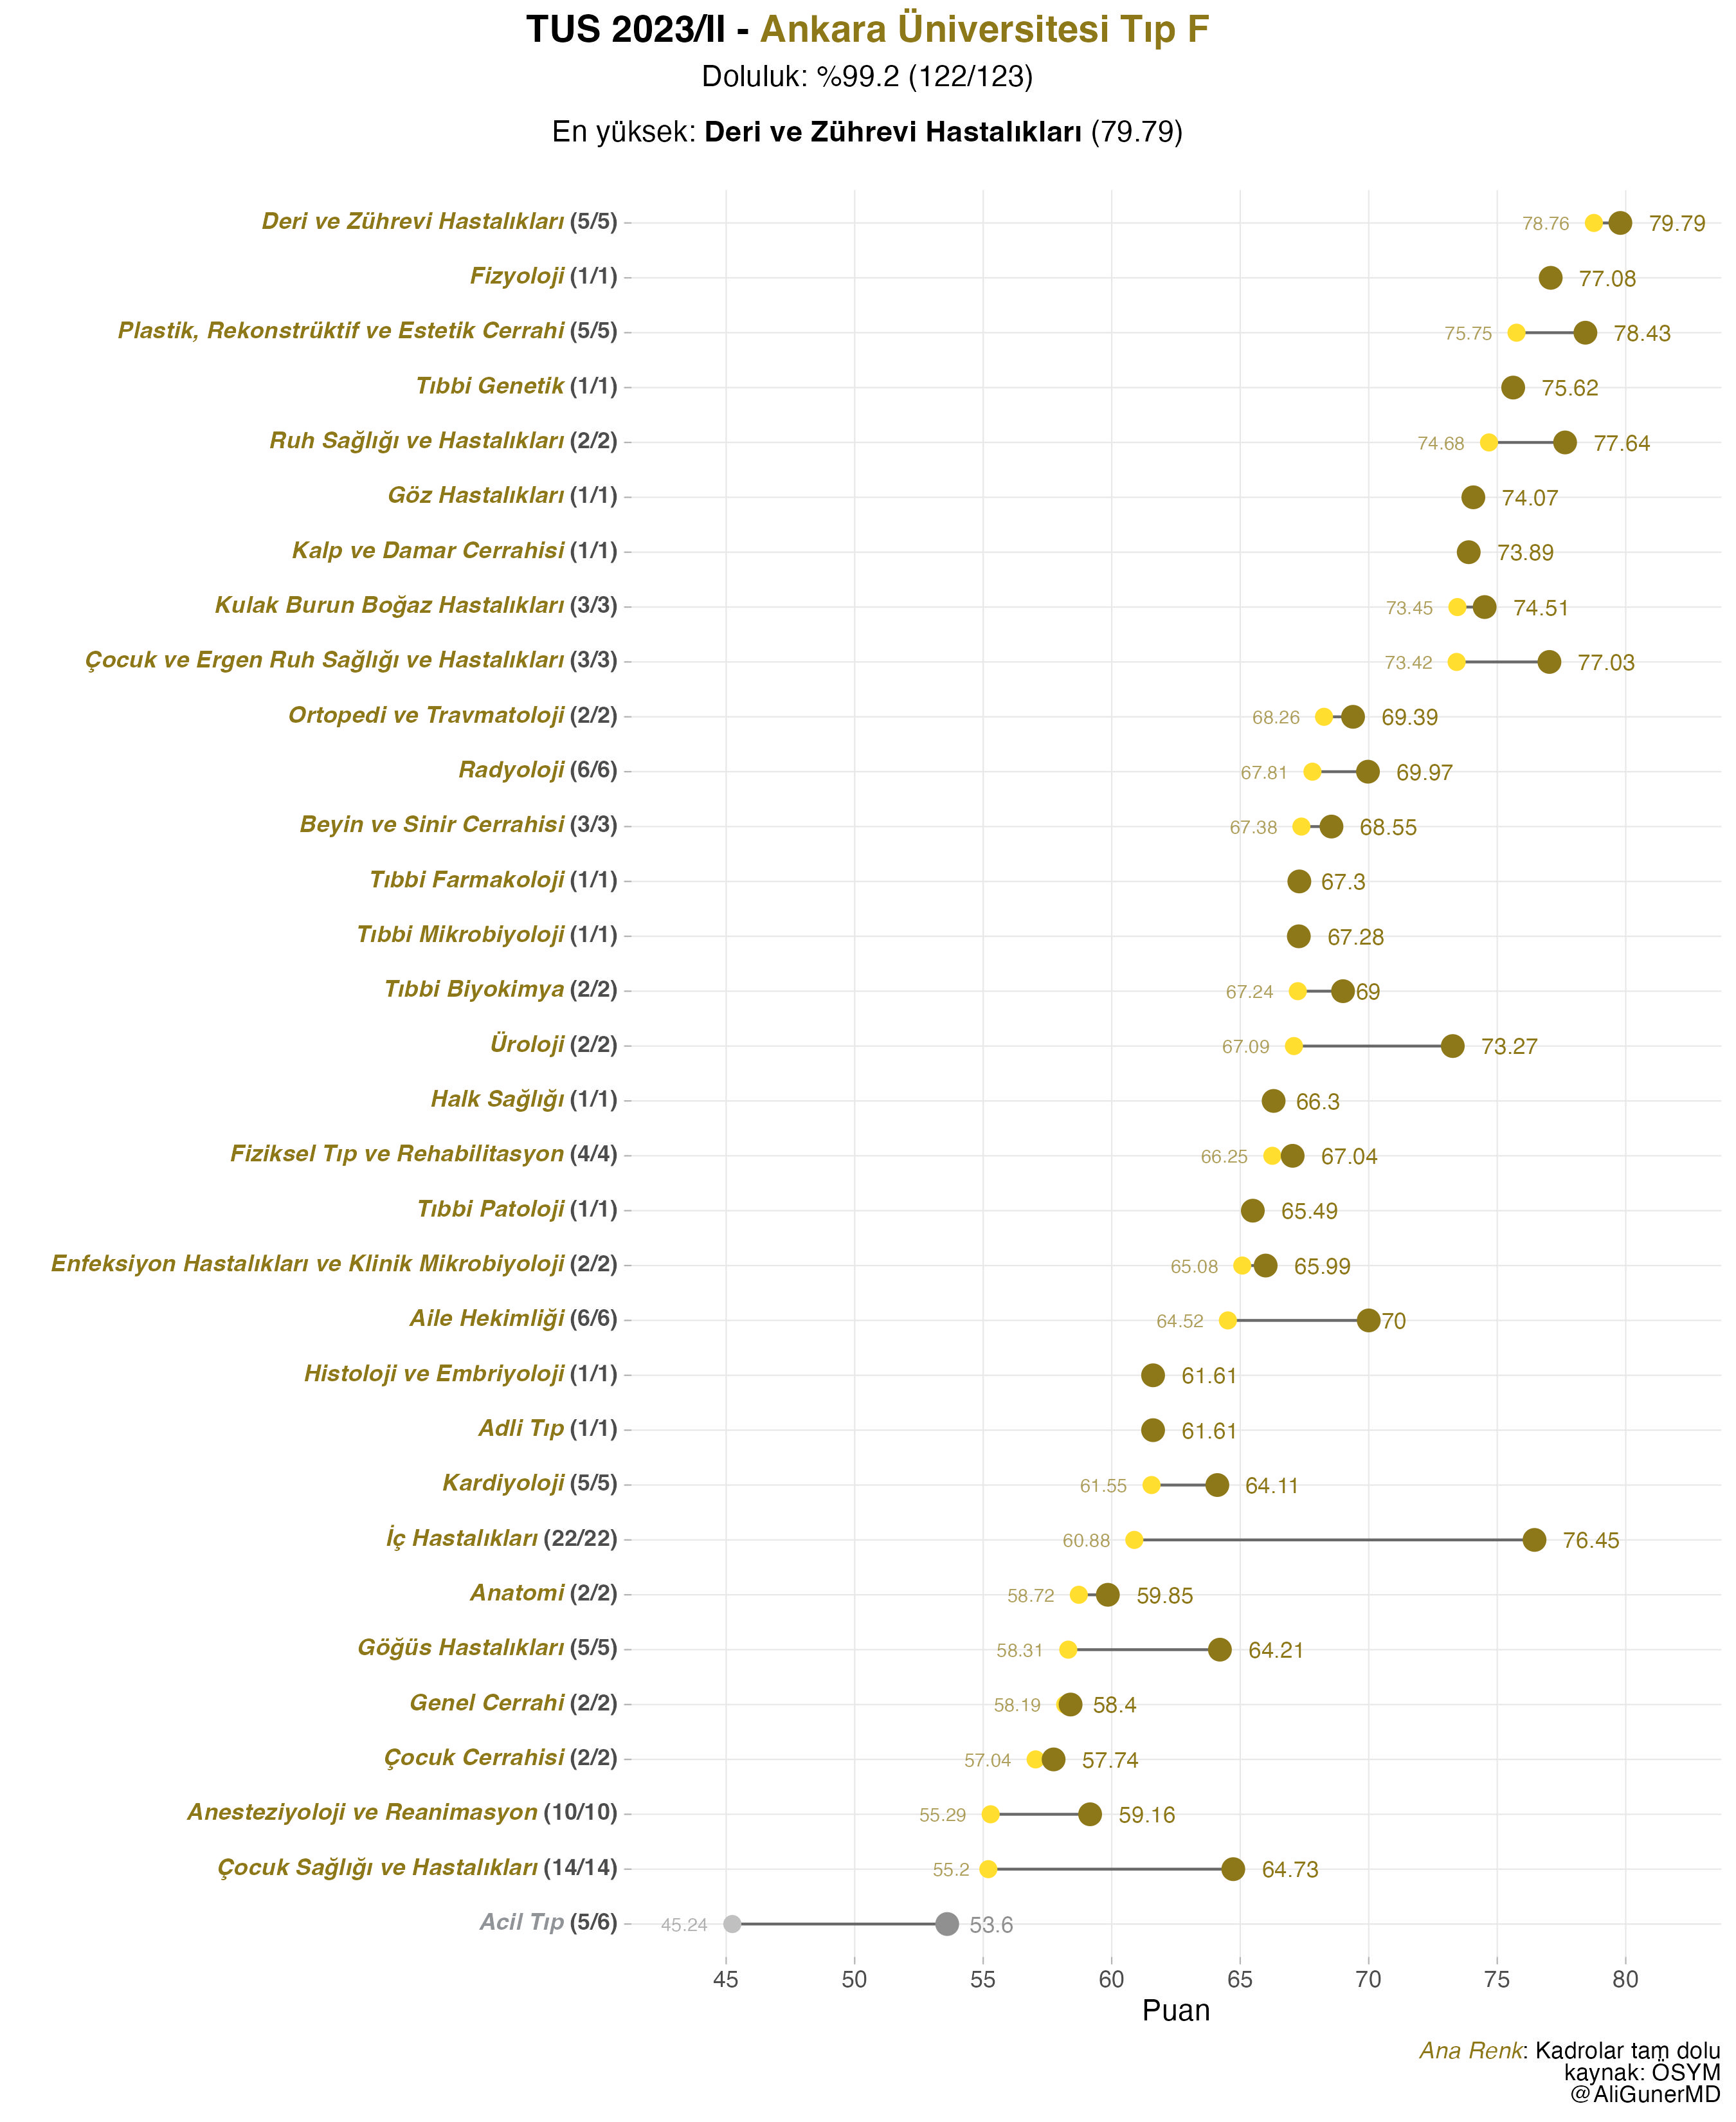 TUS 2023/II - Ankara Üniversitesi Tıp F
Doluluk: %99.2 (122/123)
En yüksek: Deri ve Zührevi Hastalıkları (79.79)
Deri ve Zührevi Hastalıkları (5/5) 78.76 79.79
Fizyoloji (1/1) 77.08
Plastik, Rekonstrüktif ve Estetik Cerrahi (5/5) 75.75 78.43
Tıbbi Genetik (1/1) 75.62
Ruh Sağlığı ve Hastalıkları (2/2) 74.68 77.64
Göz Hastalıkları (1/1) 74.07
Kalp ve Damar Cerrahisi (1/1) 73.89
Kulak Burun Boğaz Hastalıkları (3/3) 73.45 74.51
Çocuk ve Ergen Ruh Sağlığı ve Hastalıkları (3/3) 73.42 77.03
Ortopedi ve Travmatoloji (2/2) 68.26 69.39
Radyoloji (6/6) 67.81 69.97
Beyin ve Sinir Cerrahisi (3/3) 67.38 68.55
Tıbbi Farmakoloji (1/1) 67.3
Tıbbi Mikrobiyoloji (1/1) 67.28
Tıbbi Biyokimya (2/2) 67.24 69
Üroloji (2/2) 67.09 73.27
Halk Sağlığı (1/1) 66.3
Fiziksel Tıp ve Rehabilitasyon (4/4) 66.25 67.04
Tıbbi Patoloji (1/1) 65.49
Enfeksiyon Hastalıkları ve Klinik Mikrobiyoloji (2/2) 65.08 65.99
Aile Hekimliği (6/6) 64.52 70
Histoloji ve Embriyoloji (1/1) 61.61
Adli Tıp (1/1) 61.61
Kardiyoloji (5/5) 61.55 64.11
İç Hastalıkları (22/22) 60.88 76.45
Anatomi (2/2) 58.72 59.85
Göğüs Hastalıkları (5/5) 58.31 64.21
Genel Cerrahi (2/2) 58.19 58.4
Çocuk Cerrahisi (2/2) 57.04 57.74
Anesteziyoloji ve Reanimasyon (10/10) 55.29 59.16
Çocuk Sağlığı ve Hastalıkları (14/14) 55.2 64.73
Acil Tıp (5/6) 45.24 53.6
45 50 55 60 65 70 75 80
Puan
Ana Renk: Kadrolar tam dolu
kaynak: ÖSYM
@AliGunerMD